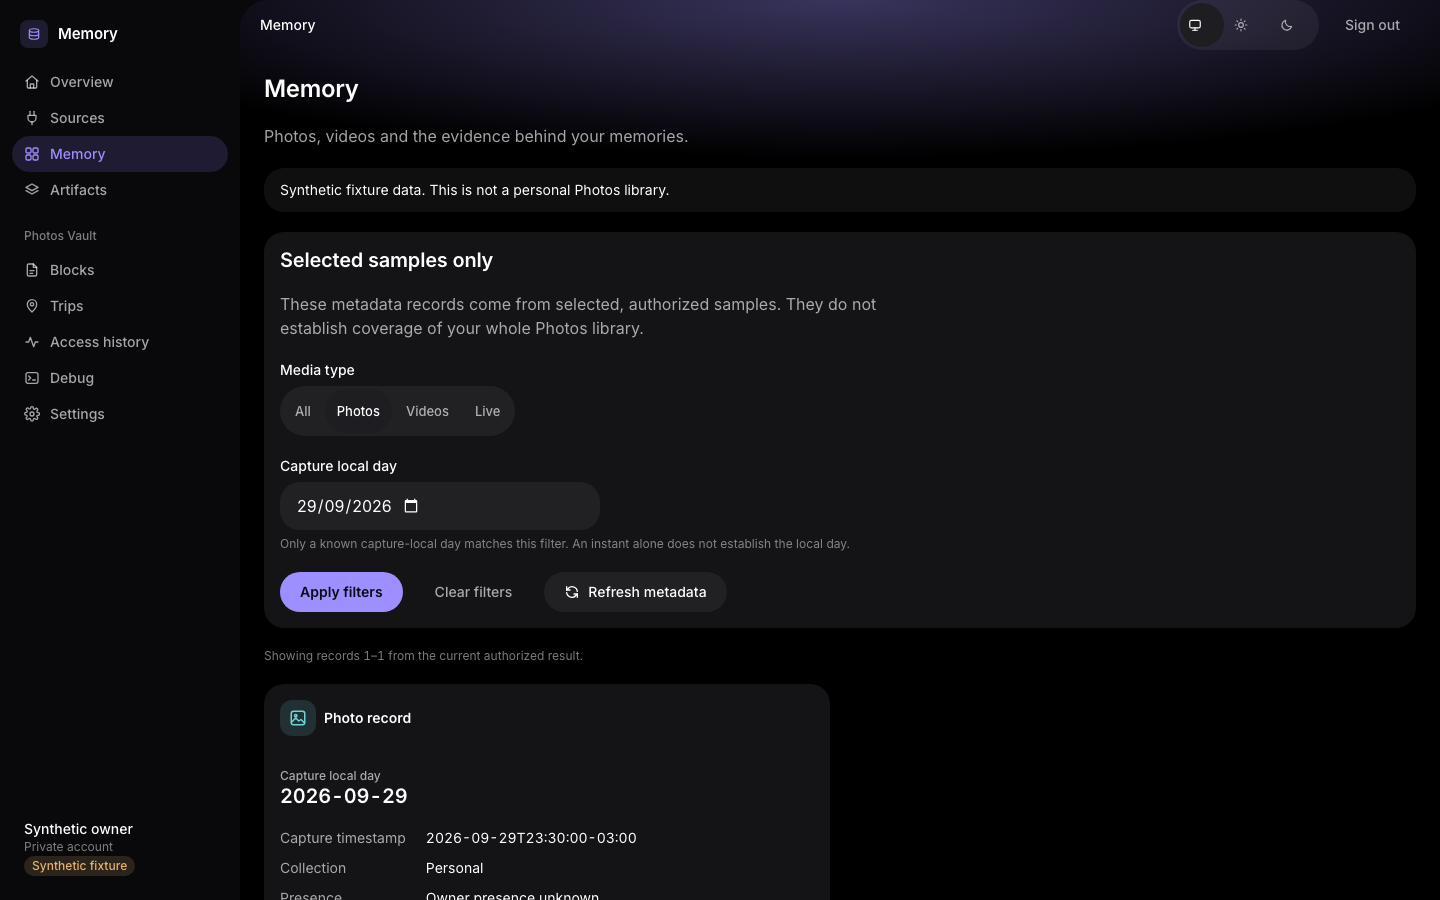 Memory
Overview
Sources
Memory
Artifacts
Photos Vault
Blocks
Trips
Access history
Debug
Settings
Synthetic owner
Private account
Synthetic fixture
Memory
Sign out
Memory
Photos, videos and the evidence behind your memories.
Synthetic fixture data. This is not a personal Photos library.
Selected samples only
These metadata records come from selected, authorized samples. They do not
establish coverage of your whole Photos library.
Media type
All Photos Videos Live
Capture local day
29/09/2026
Only a known capture-local day matches this filter. An instant alone does not establish the local day.
Apply filters Clear filters Refresh metadata
Showing records 1–1 from the current authorized result.
Photo record
Capture local day
2026-09-29
Capture timestamp 2026-09-29T23:30:00-03:00
Collection Personal
Presence Owner presence unknown